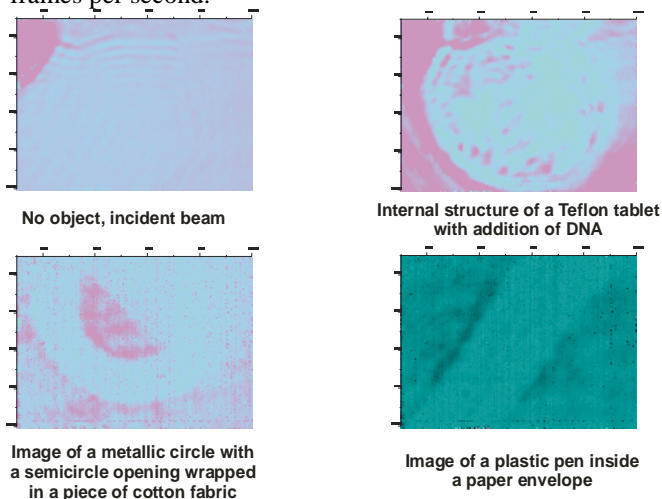 frames per second.
No object, incident beam
Internal structure of a Teflon tablet
with addition of DNA
Image of a metallic circle with
a semicircle opening wrapped
in a piece of cotton fabric
Image of a plastic pen inside
a paper envelope